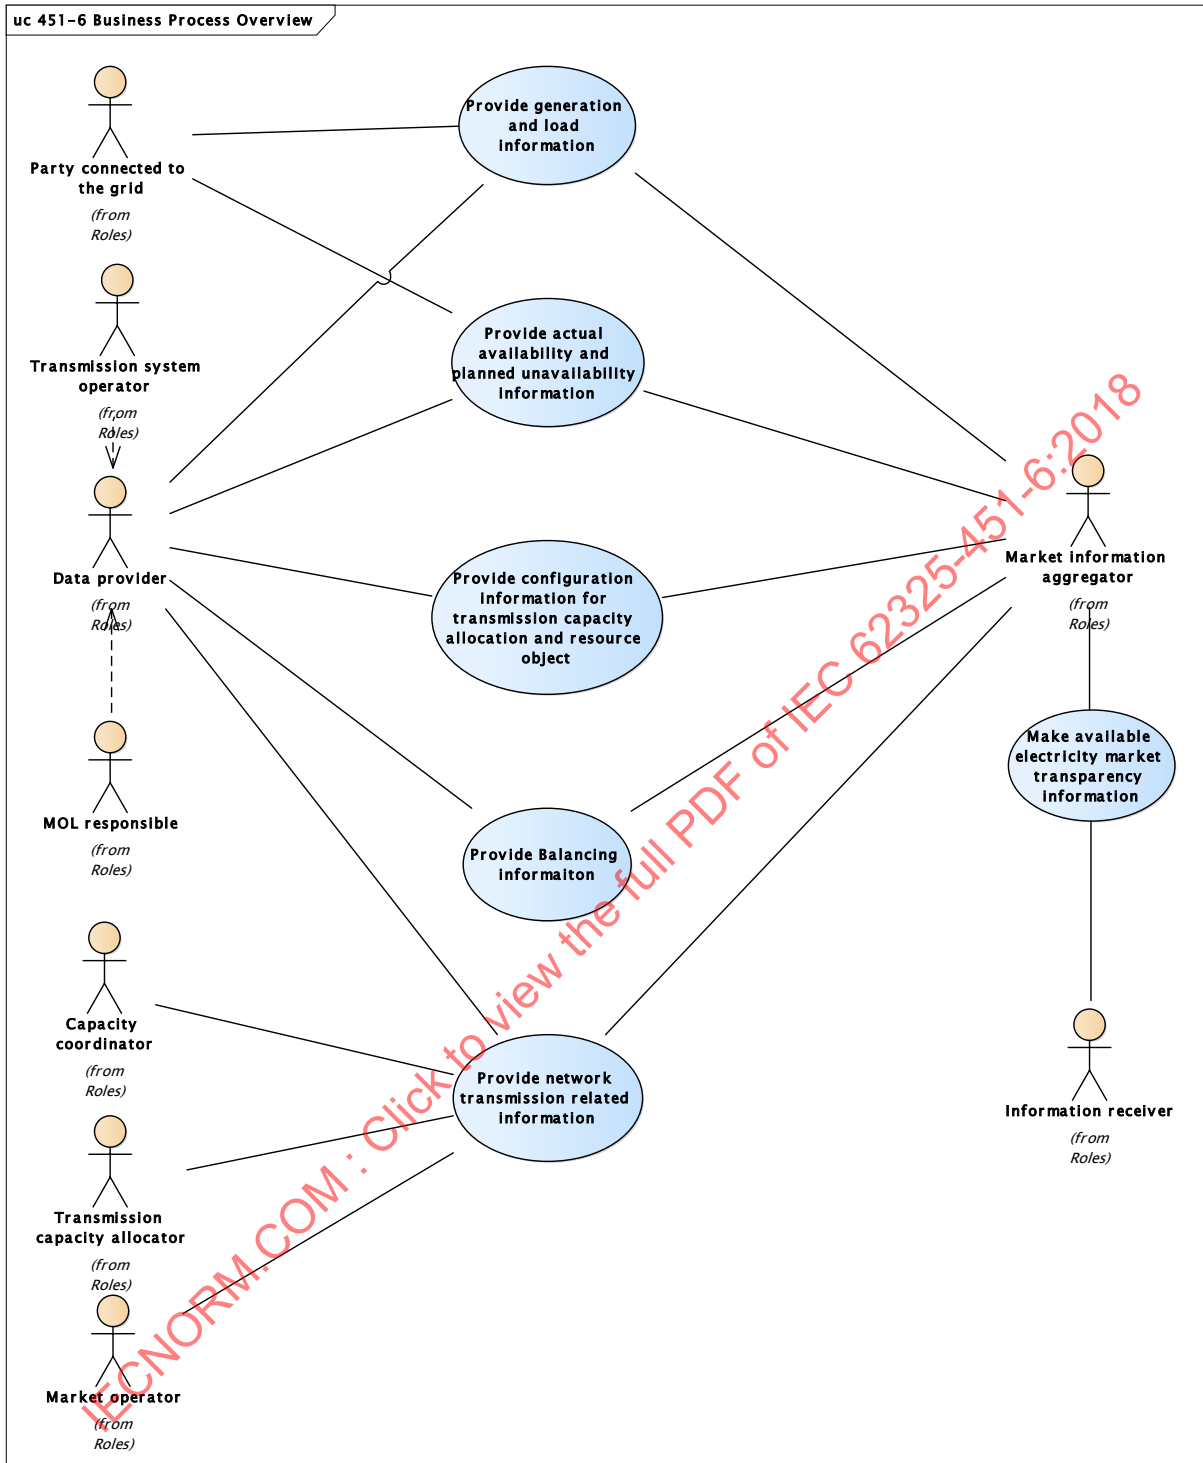 uc 451-6 Business Process Overview
Party connected to
the grid
(from
Roles)
Provide generation
and load
information
Transmission system
operator
(from
Roles)
Provide actual
availability and
planned unavailability
information
Data provider
(from
Roles)
Provide configuration
information for
transmission capacity
allocation and resource
object
Market information
aggregator
(from
Roles)
MOL responsible
(from
Roles)
Provide Balancing
informaiton
Make available
electricity market
transparency
information
Capacity
coordinator
(from
Roles)
Provide network
transmission related
information
Information receiver
(from
Roles)
Transmission
capacity allocator
(from
Roles)
Market operator
(from
Roles)
IECNORM.COM : Click to view the full PDF of IEC 62325-451-6:2018